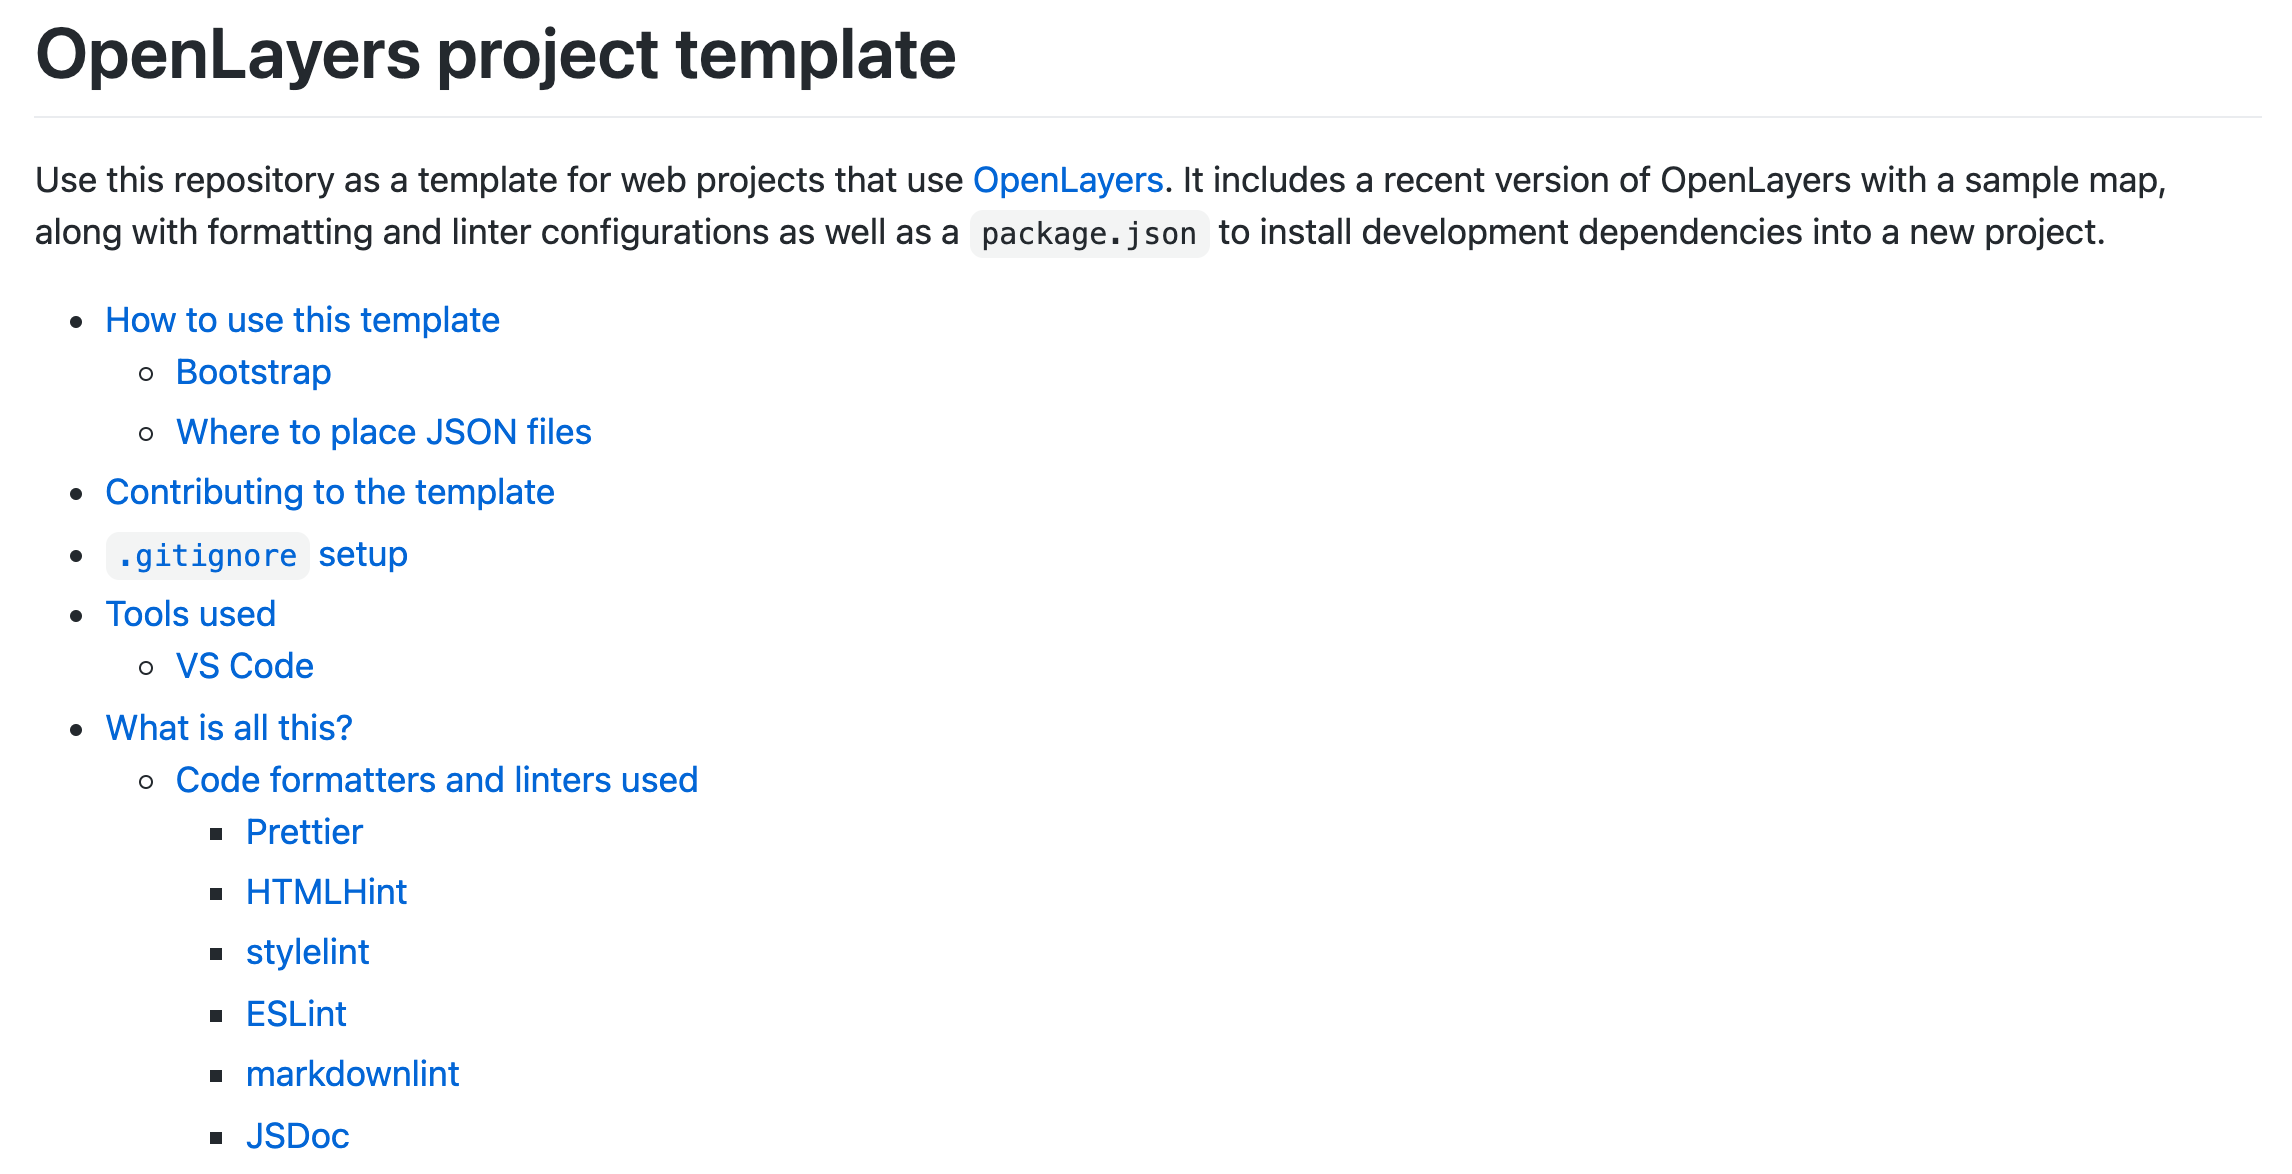 OpenLayers project template
Use this repository as a template for web projects that use OpenLayers. It includes a recent version of OpenLayers with a sample map,
along with formatting and linter configurations as well as a package.json to install development dependencies into a new project.
How to use this template
Bootstrap
Where to place JSON files
Contributing to the template
.gitignore setup
Tools used
VS Code
What is all this?
Code formatters and linters used
Prettier
HTMLHint
stylelint
ESLint
markdownlint
JSDoc